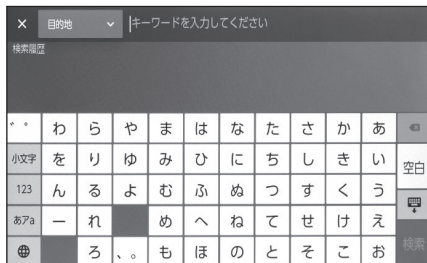 × 目的地 キーワードを入力してください
検索履歴
゛゜ わ ら や ま は な た さ か あ
小文字 を り ゆ み ひ に ち し き い 空白
123 ん る よ む ふ ぬ つ す く う
あアa ー れ め へ ね て せ け え
ろ 、。 も ほ の と そ こ お 検索